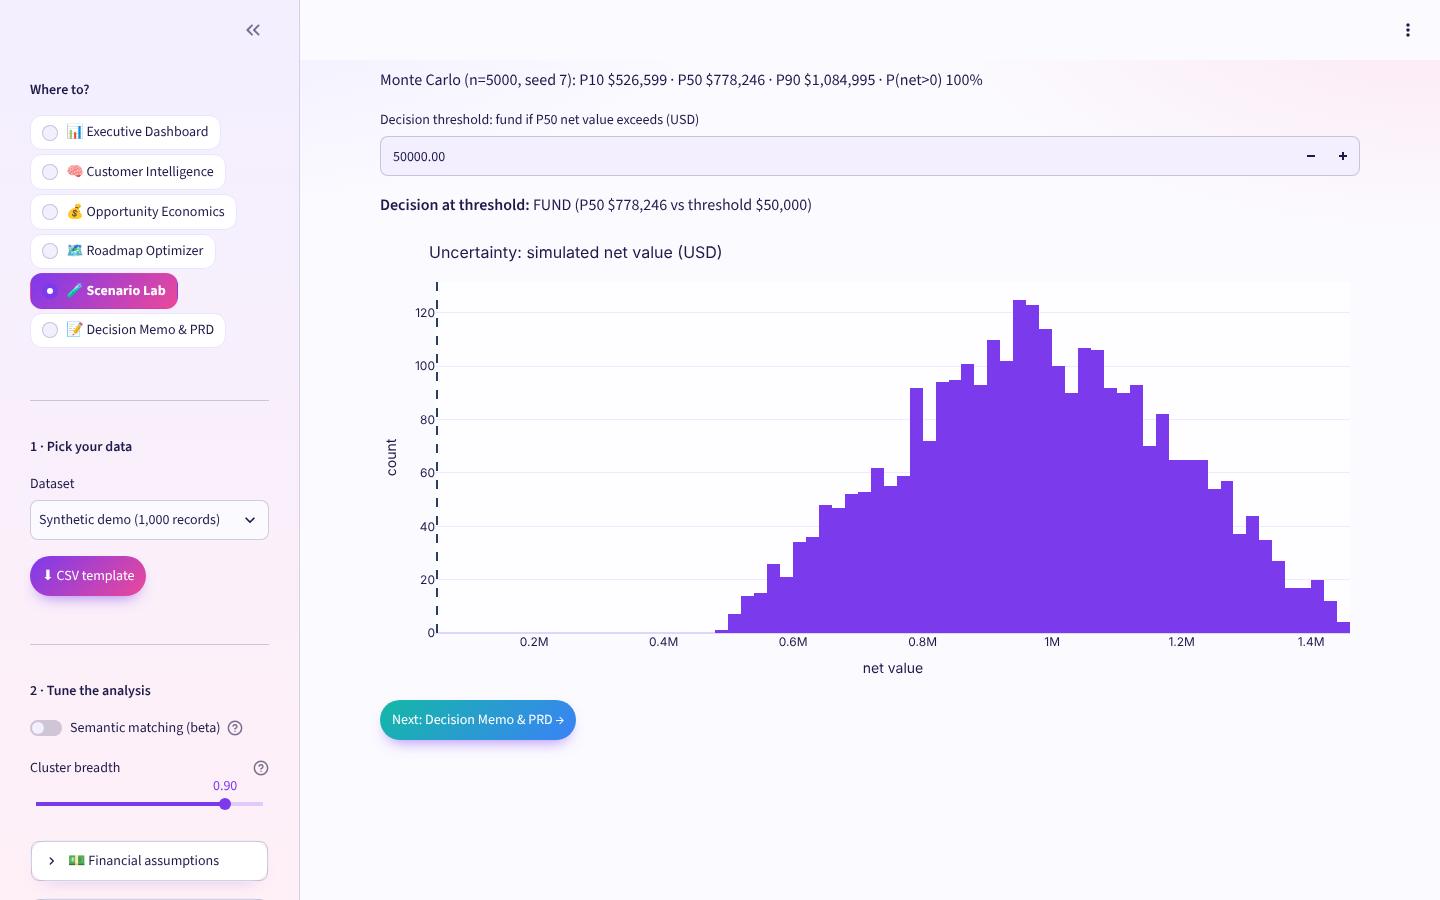 Where to?
📊 Executive Dashboard
🧠 Customer Intelligence
💰 Opportunity Economics
🗺️ Roadmap Optimizer
🧪 Scenario Lab
📝 Decision Memo & PRD
1 · Pick your data
Dataset
Synthetic demo (1,000 records)
⬇ CSV template
2 · Tune the analysis
Semantic matching (beta)
Cluster breadth
0.90
💵 Financial assumptions
Monte Carlo (n=5000, seed 7): P10 $526,599 · P50 $778,246 · P90 $1,084,995 · P(net>0) 100%
Decision threshold: fund if P50 net value exceeds (USD)
50000.00
Decision at threshold: FUND (P50 $778,246 vs threshold $50,000)
Uncertainty: simulated net value (USD)
120
100
80
60
40
20
0
count
0.2M 0.4M 0.6M 0.8M 1M 1.2M 1.4M
net value
Next: Decision Memo & PRD →